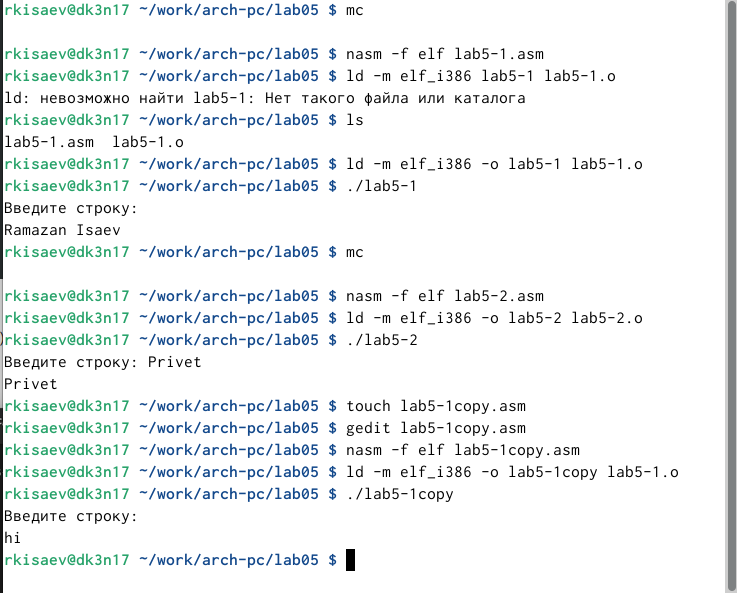 rkisaev@dk3n17 ~/work/arch-pc/lab05 $ mc
rkisaev@dk3n17 ~/work/arch-pc/lab05 $ nasm -f elf lab5-1.asm
rkisaev@dk3n17 ~/work/arch-pc/lab05 $ ld -m elf_i386 lab5-1 lab5-1.o
ld: невозможно найти lab5-1: Нет такого файла или каталога
rkisaev@dk3n17 ~/work/arch-pc/lab05 $ ls
lab5-1.asm  lab5-1.o
rkisaev@dk3n17 ~/work/arch-pc/lab05 $ ld -m elf_i386 -o lab5-1 lab5-1.o
rkisaev@dk3n17 ~/work/arch-pc/lab05 $ ./lab5-1
Введите строку:
Ramazan Isaev
rkisaev@dk3n17 ~/work/arch-pc/lab05 $ mc
rkisaev@dk3n17 ~/work/arch-pc/lab05 $ nasm -f elf lab5-2.asm
rkisaev@dk3n17 ~/work/arch-pc/lab05 $ ld -m elf_i386 -o lab5-2 lab5-2.o
rkisaev@dk3n17 ~/work/arch-pc/lab05 $ ./lab5-2
Введите строку: Privet
Privet
rkisaev@dk3n17 ~/work/arch-pc/lab05 $ touch lab5-1copy.asm
rkisaev@dk3n17 ~/work/arch-pc/lab05 $ gedit lab5-1copy.asm
rkisaev@dk3n17 ~/work/arch-pc/lab05 $ nasm -f elf lab5-1copy.asm
rkisaev@dk3n17 ~/work/arch-pc/lab05 $ ld -m elf_i386 -o lab5-1copy lab5-1.o
rkisaev@dk3n17 ~/work/arch-pc/lab05 $ ./lab5-1copy
Введите строку:
hi
rkisaev@dk3n17 ~/work/arch-pc/lab05 $